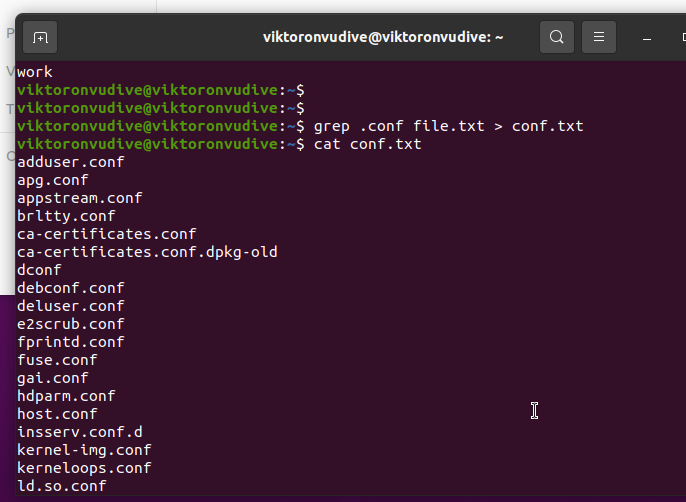 P
viktoronvudive@viktoronvudive: ~
V
T
C
work
viktoronvudive@viktoronvudive:~$
viktoronvudive@viktoronvudive:~$
viktoronvudive@viktoronvudive:~$ grep .conf file.txt > conf.txt
viktoronvudive@viktoronvudive:~$ cat conf.txt
adduser.conf
apg.conf
appstream.conf
brltty.conf
ca-certificates.conf
ca-certificates.conf.dpkg-old
dconf
debconf.conf
deluser.conf
e2scrub.conf
fprintd.conf
fuse.conf
gai.conf
hdparm.conf
host.conf
insserv.conf.d
kernel-img.conf
kerneloops.conf
ld.so.conf